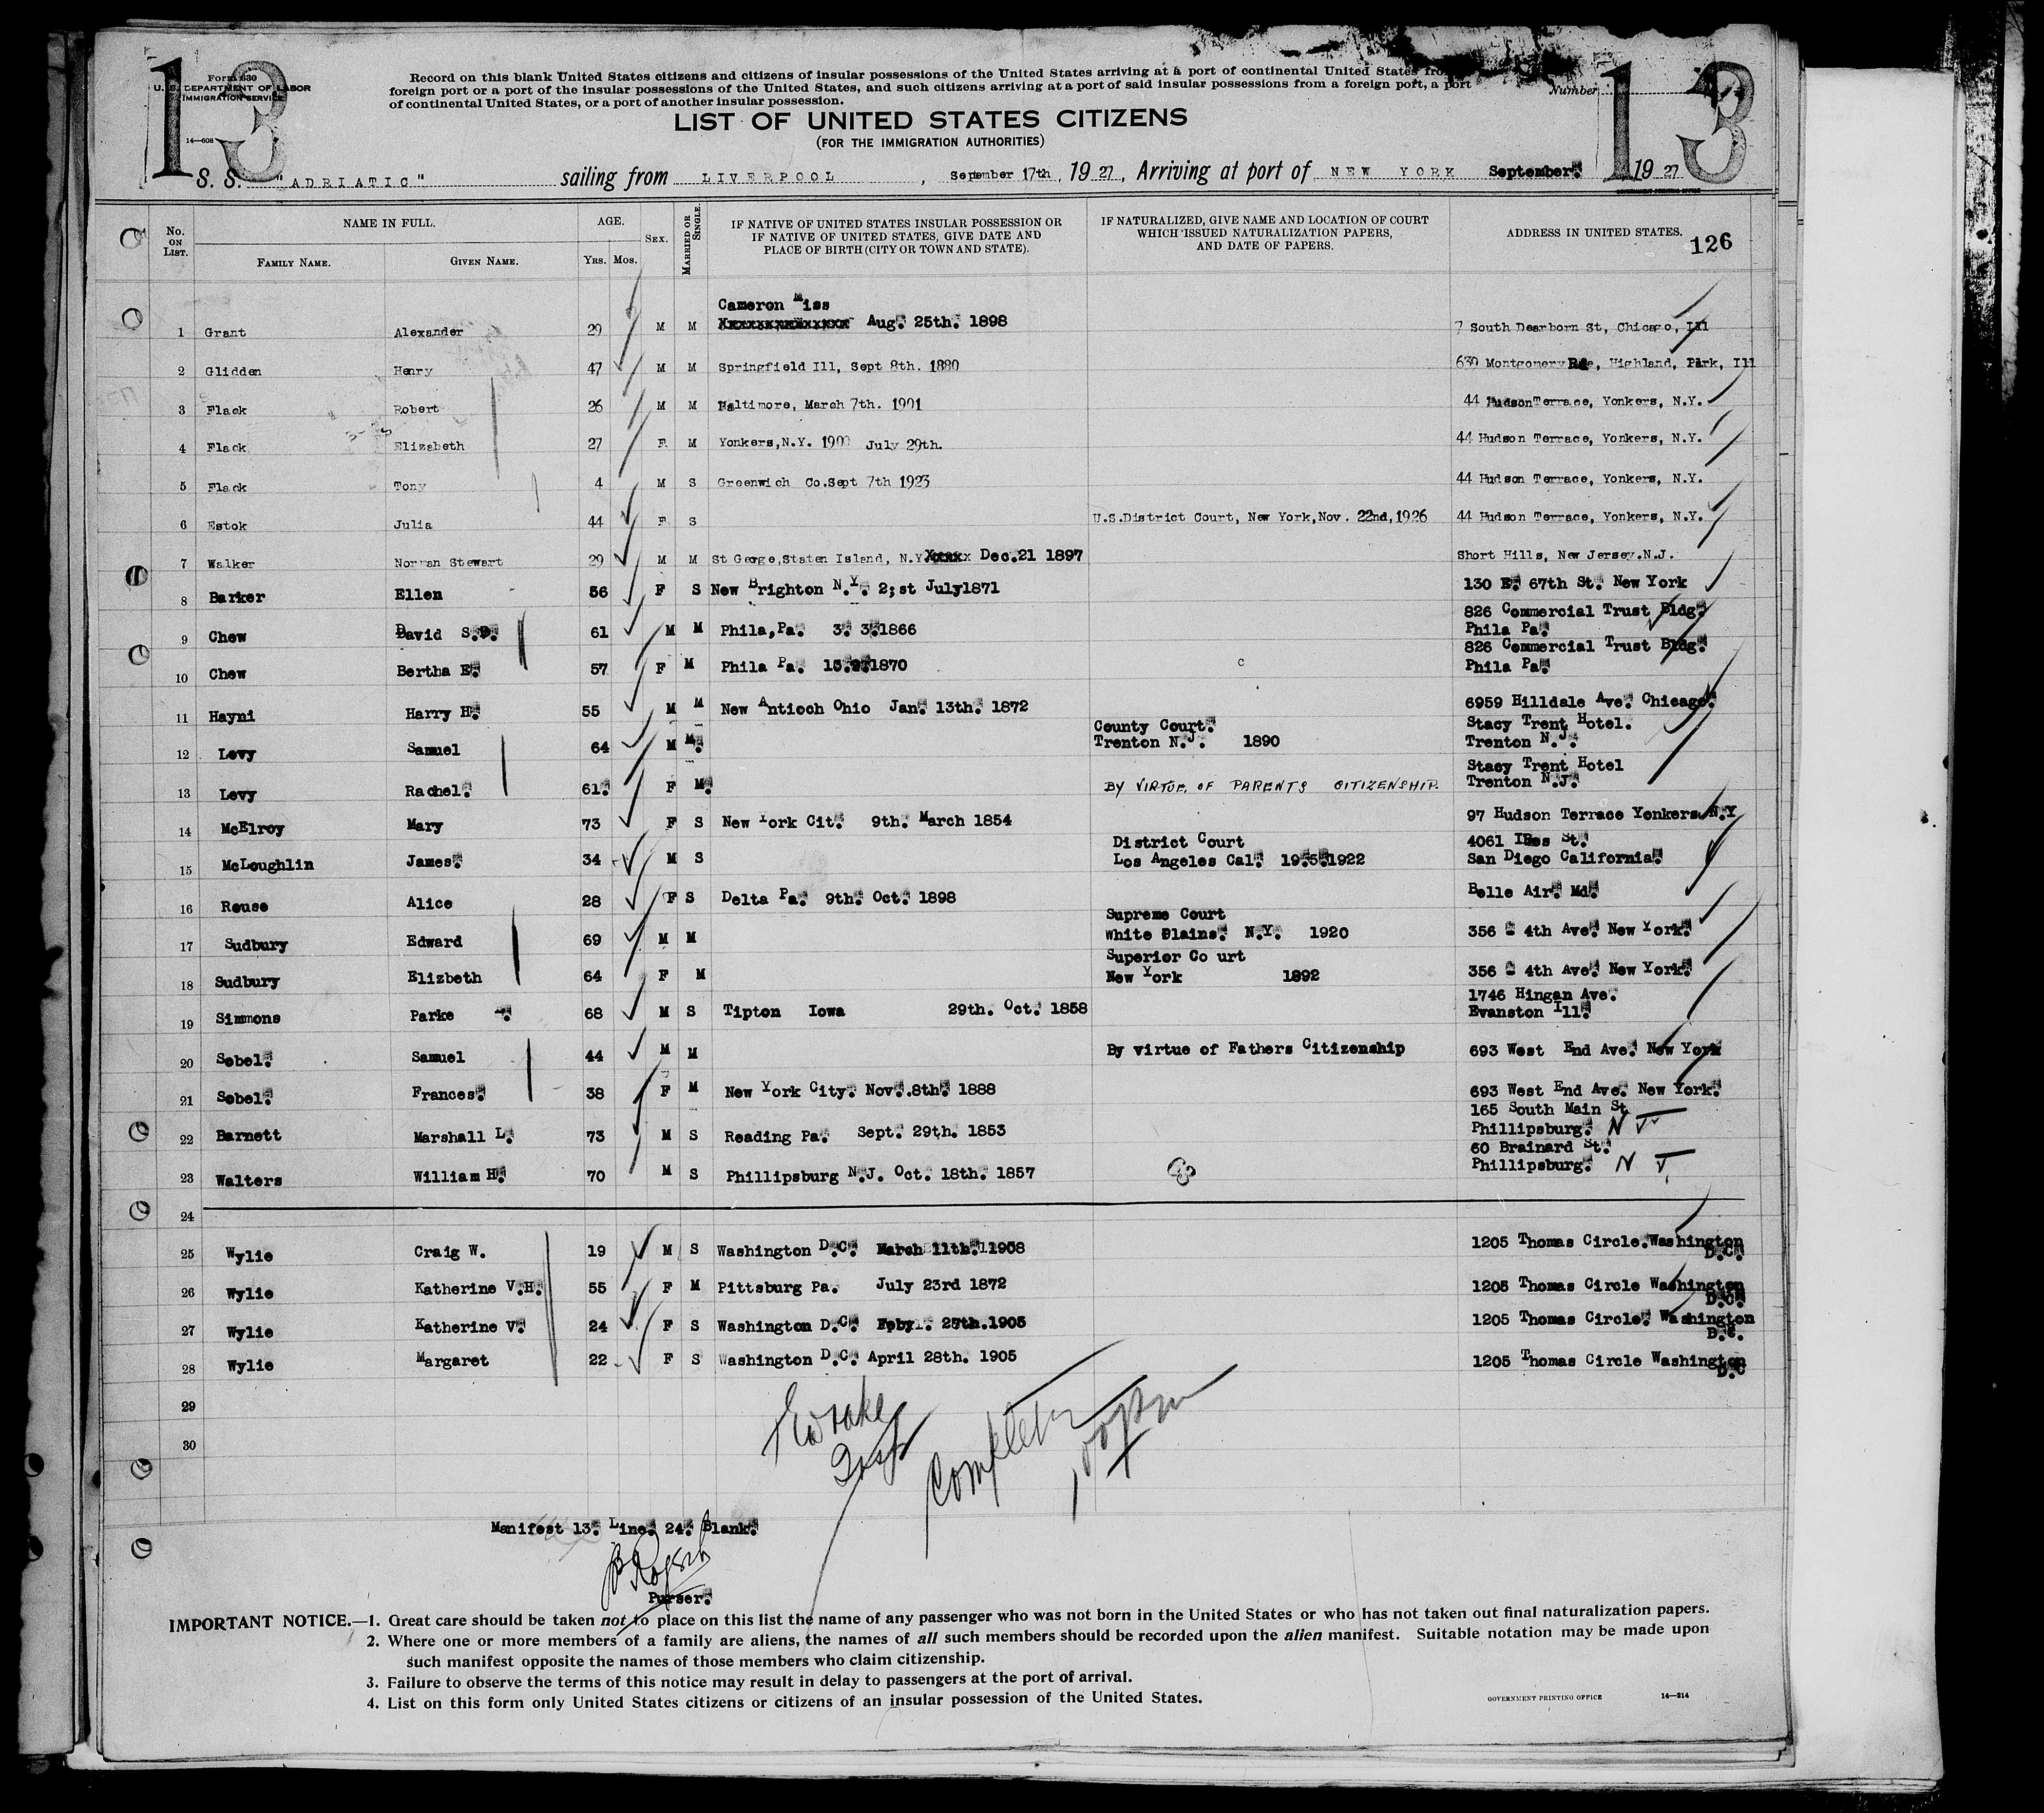 13
Form 630
U. S. DEPARTMENT OF LABOR
IMMIGRATION SERVICE
14—608
Record on this blank United States citizens and citizens of insular possessions of the United States arriving at a port of continental United States from
foreign port or a port of the insular possessions of the United States, and such citizens arriving at a port of said insular possessions from a foreign port, a port
of continental United States, or a port of another insular possession.
Number
13
LIST OF UNITED STATES CITIZENS
(FOR THE IMMIGRATION AUTHORITIES)
S. S. "ADRIATIC" sailing from LIVERPOOL, September 17th, 1927, Arriving at port of NEW YORK September. 1927
No. ON LIST. NAME IN FULL. FAMILY NAME. GIVEN NAME. AGE. YRS. MOS. SEX. MARRIED OR SINGLE. IF NATIVE OF UNITED STATES INSULAR POSSESSION OR IF NATIVE OF UNITED STATES, GIVE DATE AND PLACE OF BIRTH (CITY OR TOWN AND STATE). IF NATURALIZED, GIVE NAME AND LOCATION OF COURT WHICH ISSUED NATURALIZATION PAPERS, AND DATE OF PAPERS. ADDRESS IN UNITED STATES. 126
Cameron Miss
1 Grant Alexander 29 M M Aug. 25th. 1898 7 South Dearborn St, Chicago, Ill
2 Glidden Henry 47 M M Springfield Ill, Sept 8th. 1880 630 Montgomery, Highland, Park, Ill
3 Flack Robert 26 M M Baltimore, March 7th. 1901 44 Hudson Terrace, Yonkers, N.Y.
4 Flack Elizabeth 27 F M Yonkers, N.Y. 1900 July 29th. 44 Hudson Terrace, Yonkers, N.Y.
5 Flack Tony 4 M S Greenwich Co. Sept 7th 1923 44 Hudson Terrace, Yonkers, N.Y.
6 Estok Julia 44 F S U.S. District Court, New York, Nov. 22nd, 1926 44 Hudson Terrace, Yonkers, N.Y.
7 Walker Norman Stewart 29 M M St George, Staten Island, N.Y. Dec. 21 1897 Short Hills, New Jersey. N.J.
8 Barker Ellen 56 F S New Brighton N.Y. 2;st July1871 130 E. 67th St. New York
9 Chew David S.D. 61 M M Phila, Pa. 3. 3. 1866 826 Commercial Trust Bldg. Phila Pa.
10 Chew Bertha E. 57 F M Phila Pa. 1870 c 826 Commercial Trust Bldg. Phila Pa.
11 Hayni Harry H. 55 M M New Antioch Ohio Jan. 13th. 1872 6959 Hilldale Ave. Chicago.
12 Levy Samuel 64 M M. County Court. Trenton N.J. 1890 Stacy Trent Hotel. Trenton N.J.
13 Levy Rachel. 61. F M. BY VIRTUE OF PARENTS CITIZENSHIP. Stacy Trent Hotel Trenton N.J.
14 McElroy Mary 73 F S New York Cit. 9th. March 1854 97 Hudson Terrace Yonkers N.Y
15 McLoughlin James. 34 M S District Court Los Angeles Cal. 19.5.1922 4061 St. San Diego California.
16 Rouse Alice 28 F S Delta Pa. 9th. Oct. 1898 Belle Air. Md.
17 Sudbury Edward 69 M M Supreme Court White Plains. N.Y. 1920 356 4th Ave. New York.
18 Sudbury Elizbeth 64 F M Superior Co urt New York 1892 356 4th Ave. New York.
19 Simmons Parke 68 M S Tipton Iowa 29th. Oct. 1858 1746 Hingan Ave. Evanston Ill.
20 Sobel. Samuel 44 M M By virtue of Fathers Citizenship 693 West End Ave. New York
21 Sobel. Frances. 38 F M New York City. Nov. 8th. 1888 693 West End Ave. New York.
22 Barnett Marshall L. 73 M S Reading Pa. Sept. 29th. 1853 165 South Main St Phillipsburg. N J
23 Walters William H. 70 M S Phillipsburg N.J. Oct. 18th. 1857 60 Brainard St. Phillipsburg. N J.
24
25 Wylie Craig W. 19 M S Washington D.C. March 11th. 1908 1205 Thomas Circle. Washington D.C.
26 Wylie Katherine V.H. 55 F M Pittsburg Pa. July 23rd 1872 1205 Thomas Circle Washington D.C.
27 Wylie Katherine V. 24 F S Washington D.C. 1903 1205 Thomas Circle. Washington D.C.
28 Wylie Margaret 22 F S Washington D.C. April 28th. 1905 1205 Thomas Circle Washington D.C
29
30
Insp
Manifest 13. Line. 24. Blank.
Purser.
IMPORTANT NOTICE.—1. Great care should be taken not to place on this list the name of any passenger who was not born in the United States or who has not taken out final naturalization papers.
2. Where one or more members of a family are aliens, the names of all such members should be recorded upon the alien manifest. Suitable notation may be made upon
such manifest opposite the names of those members who claim citizenship.
3. Failure to observe the terms of this notice may result in delay to passengers at the port of arrival.
4. List on this form only United States citizens or citizens of an insular possession of the United States.
GOVERNMENT PRINTING OFFICE 14—214